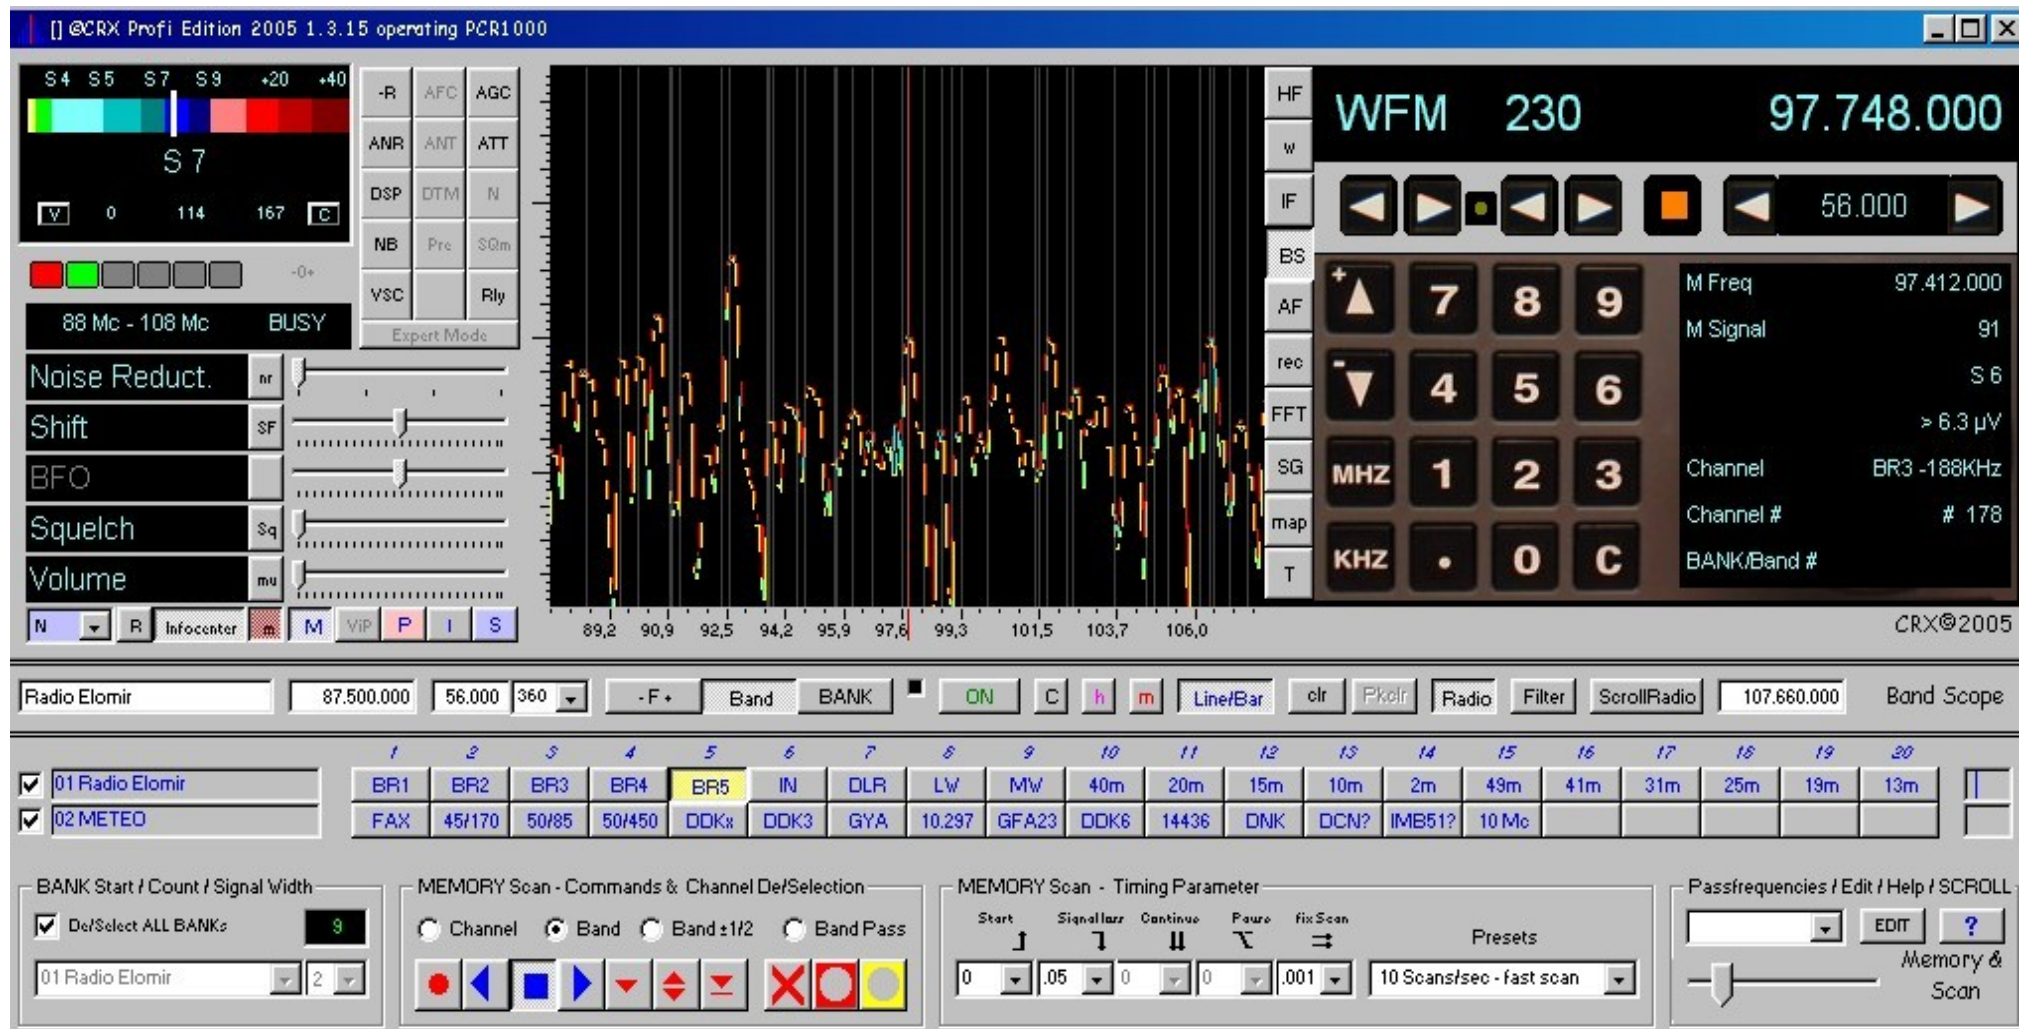 [] @CRX Profi Edition 2005 1.3.15 operating PCR1000
S4 S5 S7 S9 +20 +40
S 7
V 0 114 167 C
-0+
88 Mc - 108 Mc BUSY
-R AFC AGC
ANR ANT ATT
DSP DTM N
NB Pre SQm
VSC Rly
Expert Mode
Noise Reduct. nr
Shift SF
BFO
Squelch Sq
Volume mu
N R Infocenter m M ViP P I S
89,2 90,9 92,5 94,2 95,9 97,6 99,3 101,5 103,7 106,0
HF
w
IF
BS
AF
rec
FFT
SG
map
T
WFM 230 97.748.000
56.000
+ 7 8 9
- 4 5 6
MHZ 1 2 3
KHZ . 0 C
M Freq 97.412.000
M Signal 91
S 6
> 6.3 µV
Channel BR3 -188KHz
Channel # # 178
BANK/Band #
CRX©2005
Radio Elomir 87.500.000 56.000 360 - F + Band BANK ON C h m Line/Bar clr Pkclr Radio Filter ScrollRadio 107.660.000 Band Scope
1 2 3 4 5 6 7 8 9 10 11 12 13 14 15 16 17 18 19 20
01 Radio Elomir BR1 BR2 BR3 BR4 BR5 IN DLR LW MW 40m 20m 15m 10m 2m 49m 41m 31m 25m 19m 13m
02 METEO FAX 45/170 50/85 50/450 DDKx DDK3 GYA 10.297 GFA23 DDK6 14436 DNK DCN? IMB51? 10 Mc
BANK Start / Count / Signal Width
De/Select ALL BANKs 9
01 Radio Elomir 2
MEMORY Scan - Commands & Channel De/Selection
Channel Band Band ±1/2 Band Pass
MEMORY Scan - Timing Parameter
Start Signal loss Continue Pause fix Scan
Presets
0 .05 0 0 .001 10 Scans/sec - fast scan
Passfrequencies / Edit / Help / SCROLL
EDIT ?
Memory &
Scan